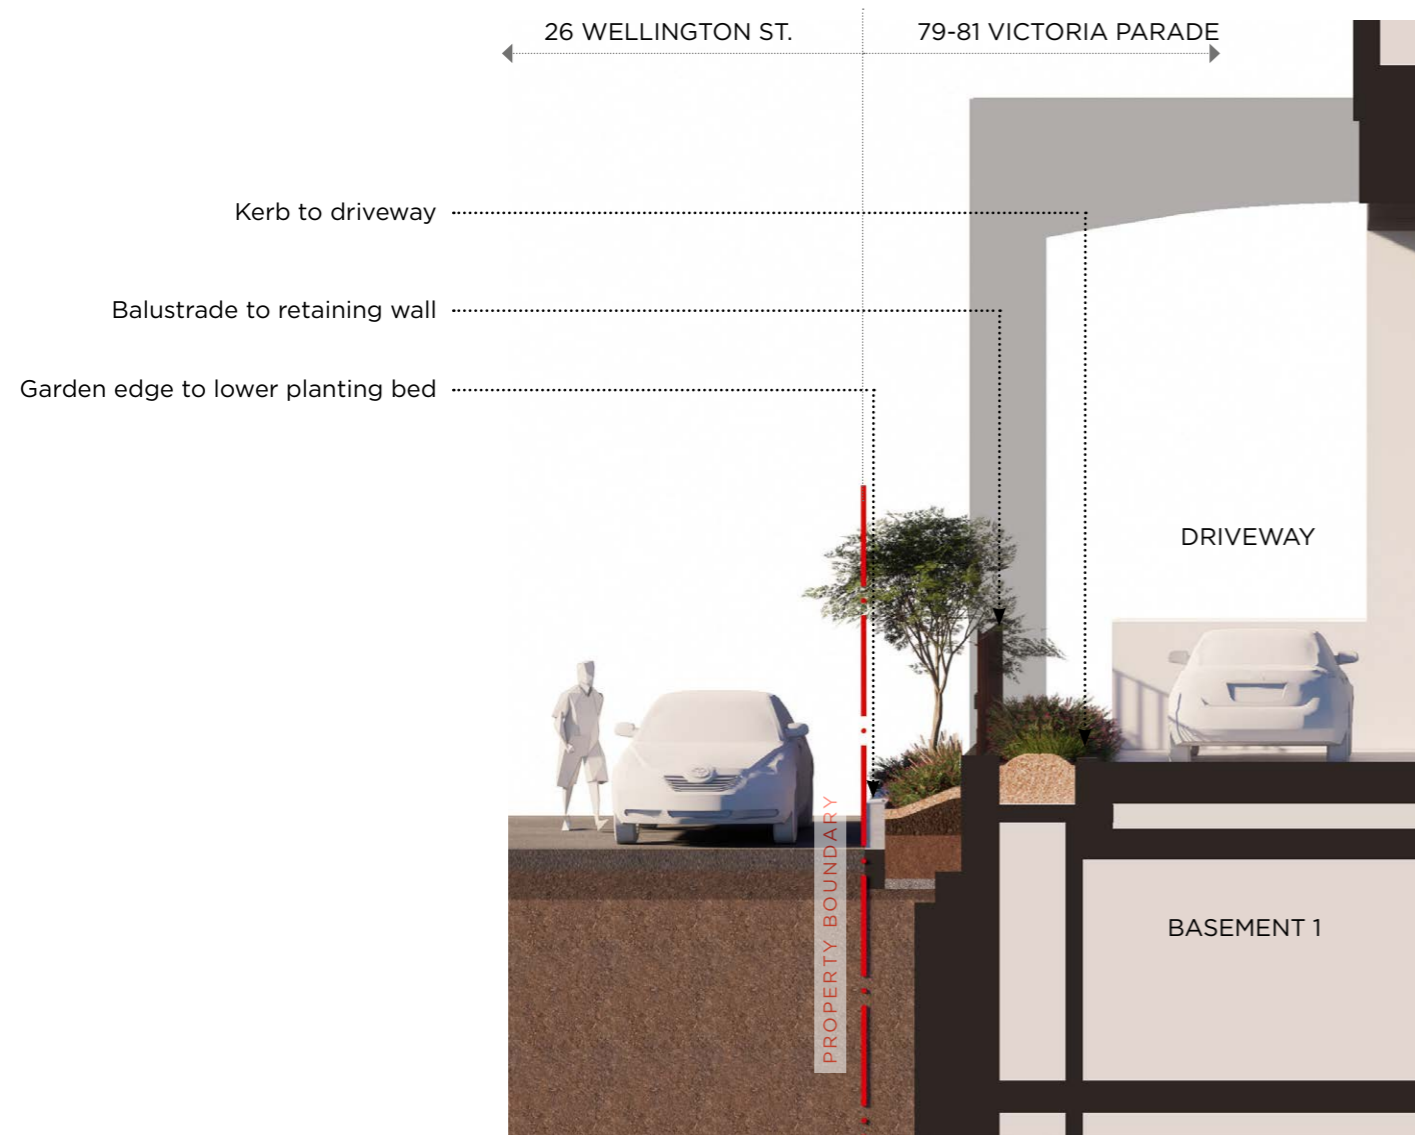 26 WELLINGTON ST.
79-81 VICTORIA PARADE
Kerb to driveway
Balustrade to retaining wall
Garden edge to lower planting bed
DRIVEWAY
PROPERTY BOUNDARY
BASEMENT 1